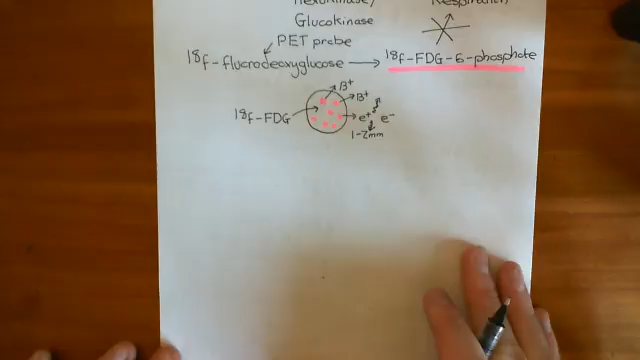 Hexokinase/ Respiration
Glucokinase
PET probe
18f-fluorodeoxyglucose → 18f-FDG-6-phosphate
β+
β+
18f-FDG → e+ e-
1-2mm